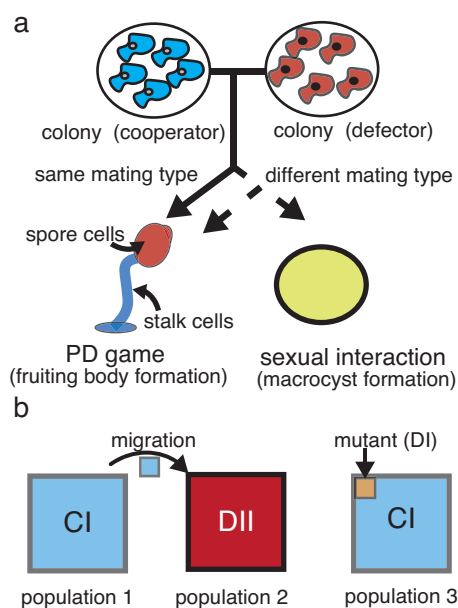 a
colony (cooperator)
colony (defector)
same mating type
different mating type
spore cells
stalk cells
PD game
(fruiting body formation)
sexual interaction
(macrocyst formation)
b
migration
mutant (DI)
CI
DII
CI
population 1
population 2
population 3